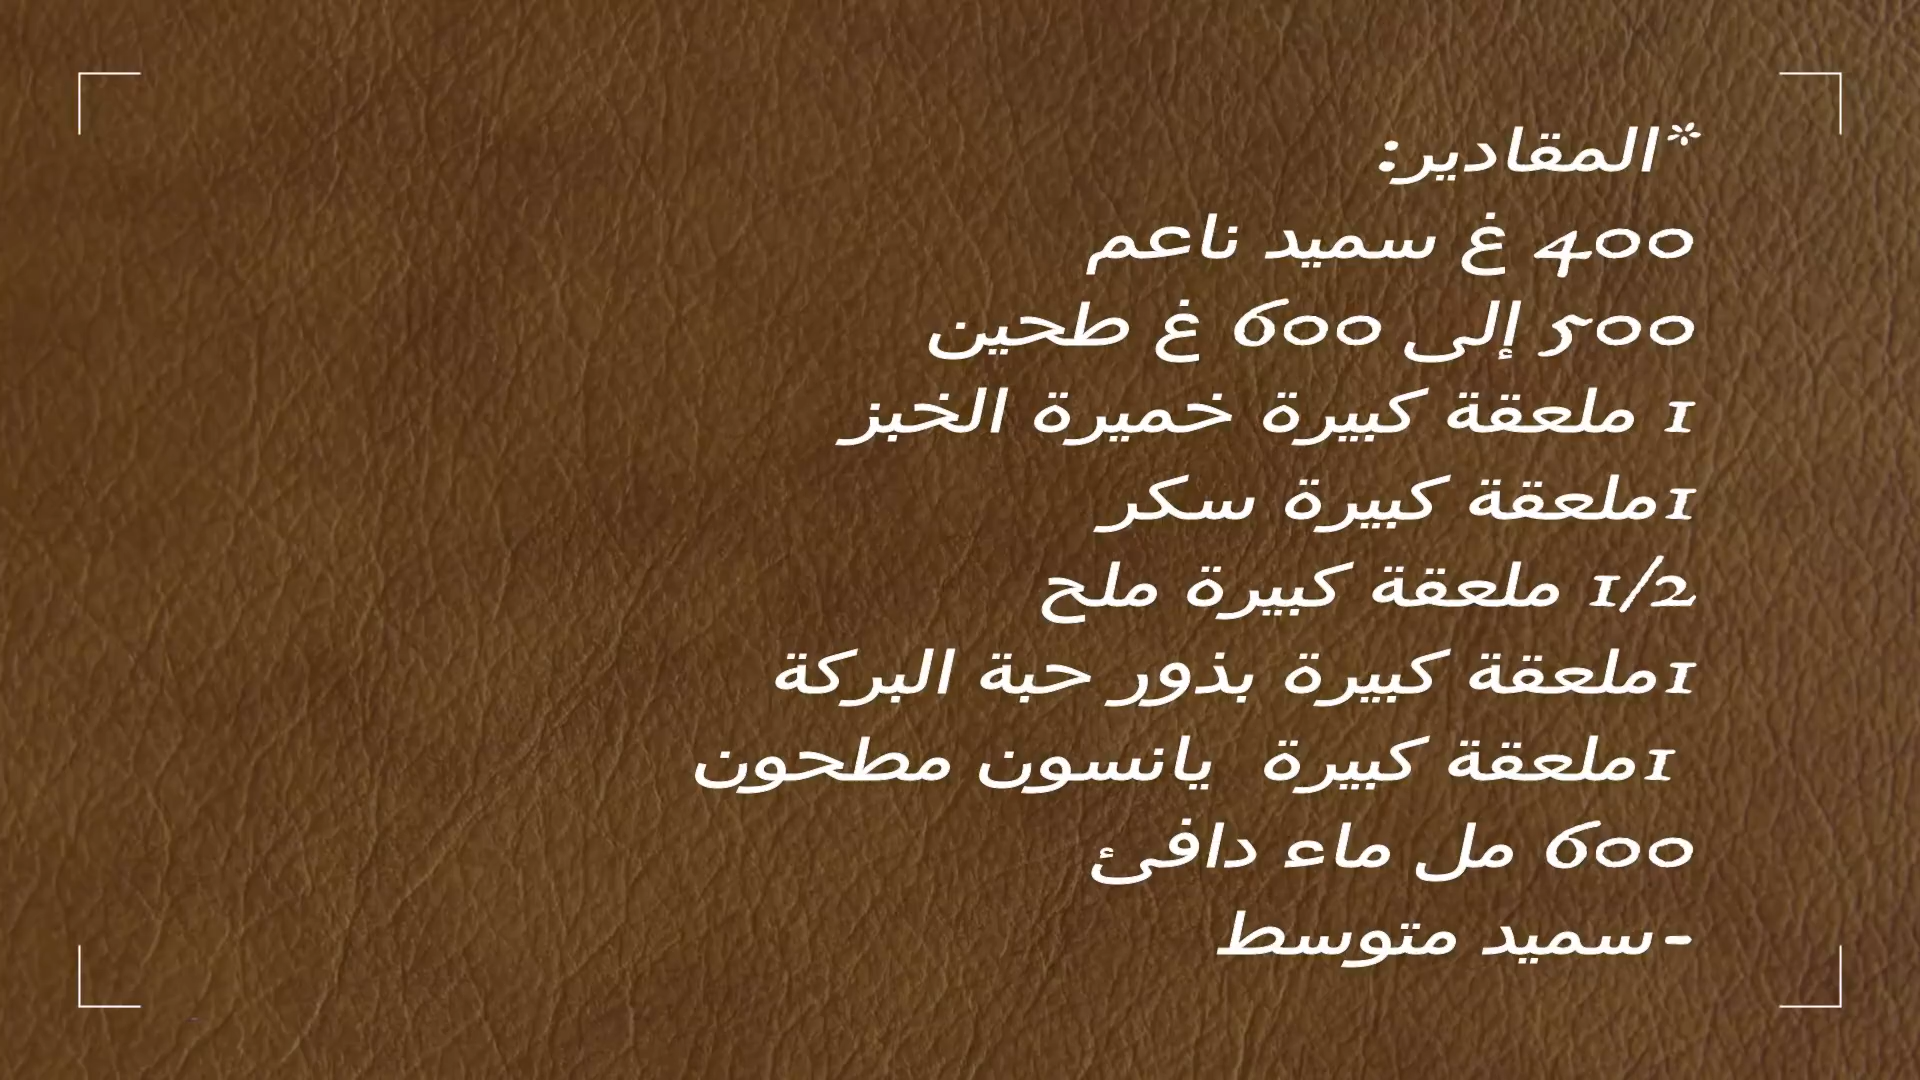 *المقادير:
400 غ سميد ناعم
500 إلى 600 غ طحين
1 ملعقة كبيرة خميرة الخبز
1ملعقة كبيرة سكر
1/2 ملعقة كبيرة ملح
1ملعقة كبيرة بذور حبة البركة
1ملعقة كبيرة يانسون مطحون
600 مل ماء دافئ
-سميد متوسط